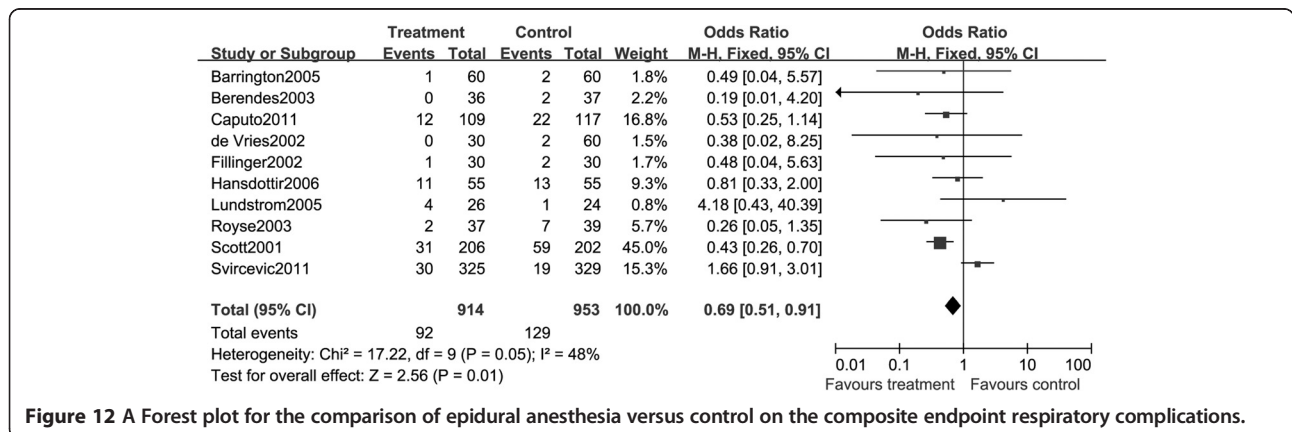 Treatment Control Odds Ratio Odds Ratio
Study or Subgroup Events Total Events Total Weight M-H, Fixed, 95% CI M-H, Fixed, 95% CI
Barrington2005 1 60 2 60 1.8% 0.49 [0.04, 5.57]
Berendes2003 0 36 2 37 2.2% 0.19 [0.01, 4.20]
Caputo2011 12 109 22 117 16.8% 0.53 [0.25, 1.14]
de Vries2002 0 30 2 60 1.5% 0.38 [0.02, 8.25]
Fillinger2002 1 30 2 30 1.7% 0.48 [0.04, 5.63]
Hansdottir2006 11 55 13 55 9.3% 0.81 [0.33, 2.00]
Lundstrom2005 4 26 1 24 0.8% 4.18 [0.43, 40.39]
Royse2003 2 37 7 39 5.7% 0.26 [0.05, 1.35]
Scott2001 31 206 59 202 45.0% 0.43 [0.26, 0.70]
Svircevic2011 30 325 19 329 15.3% 1.66 [0.91, 3.01]
Total (95% CI) 914 953 100.0% 0.69 [0.51, 0.91]
Total events 92 129
Heterogeneity: Chi² = 17.22, df = 9 (P = 0.05); I² = 48%
Test for overall effect: Z = 2.56 (P = 0.01)
0.01 0.1 1 10 100
Favours treatment Favours control
Figure 12 A Forest plot for the comparison of epidural anesthesia versus control on the composite endpoint respiratory complications.